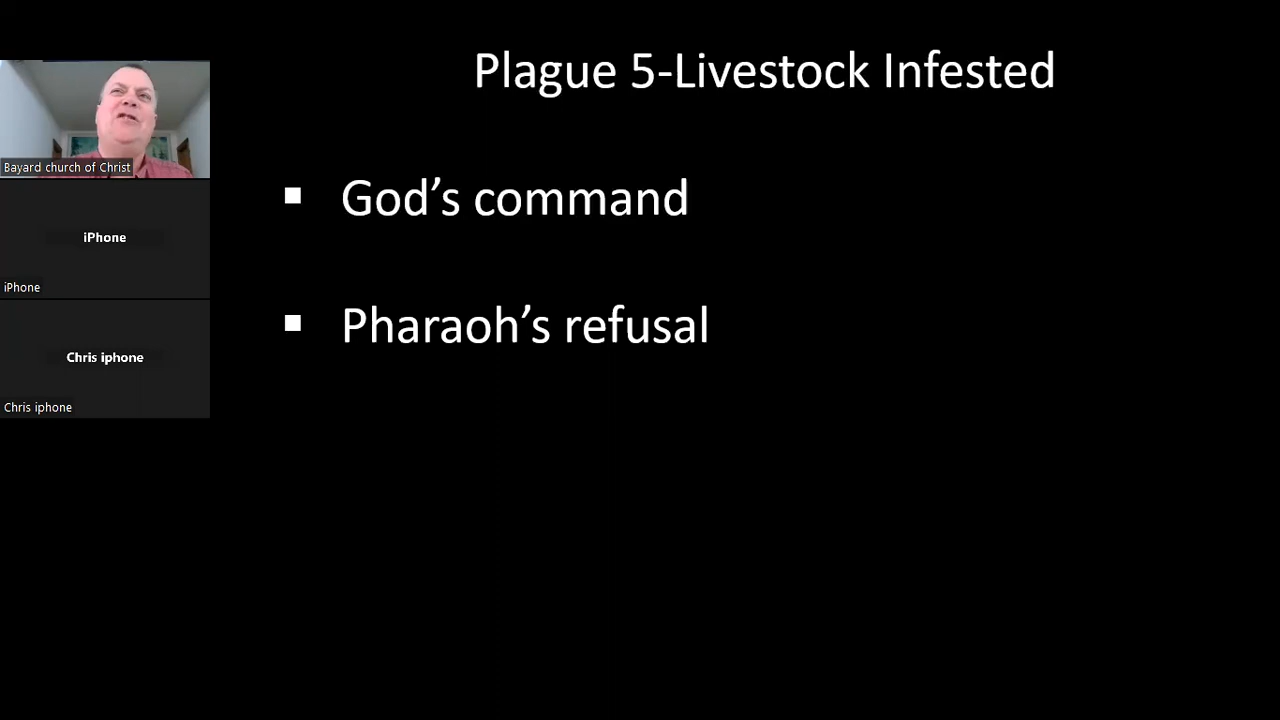 Plague 5-Livestock Infested
Bayard church of Christ
▪ God’s command
iPhone
iPhone
▪ Pharaoh’s refusal
Chris iphone
Chris iphone